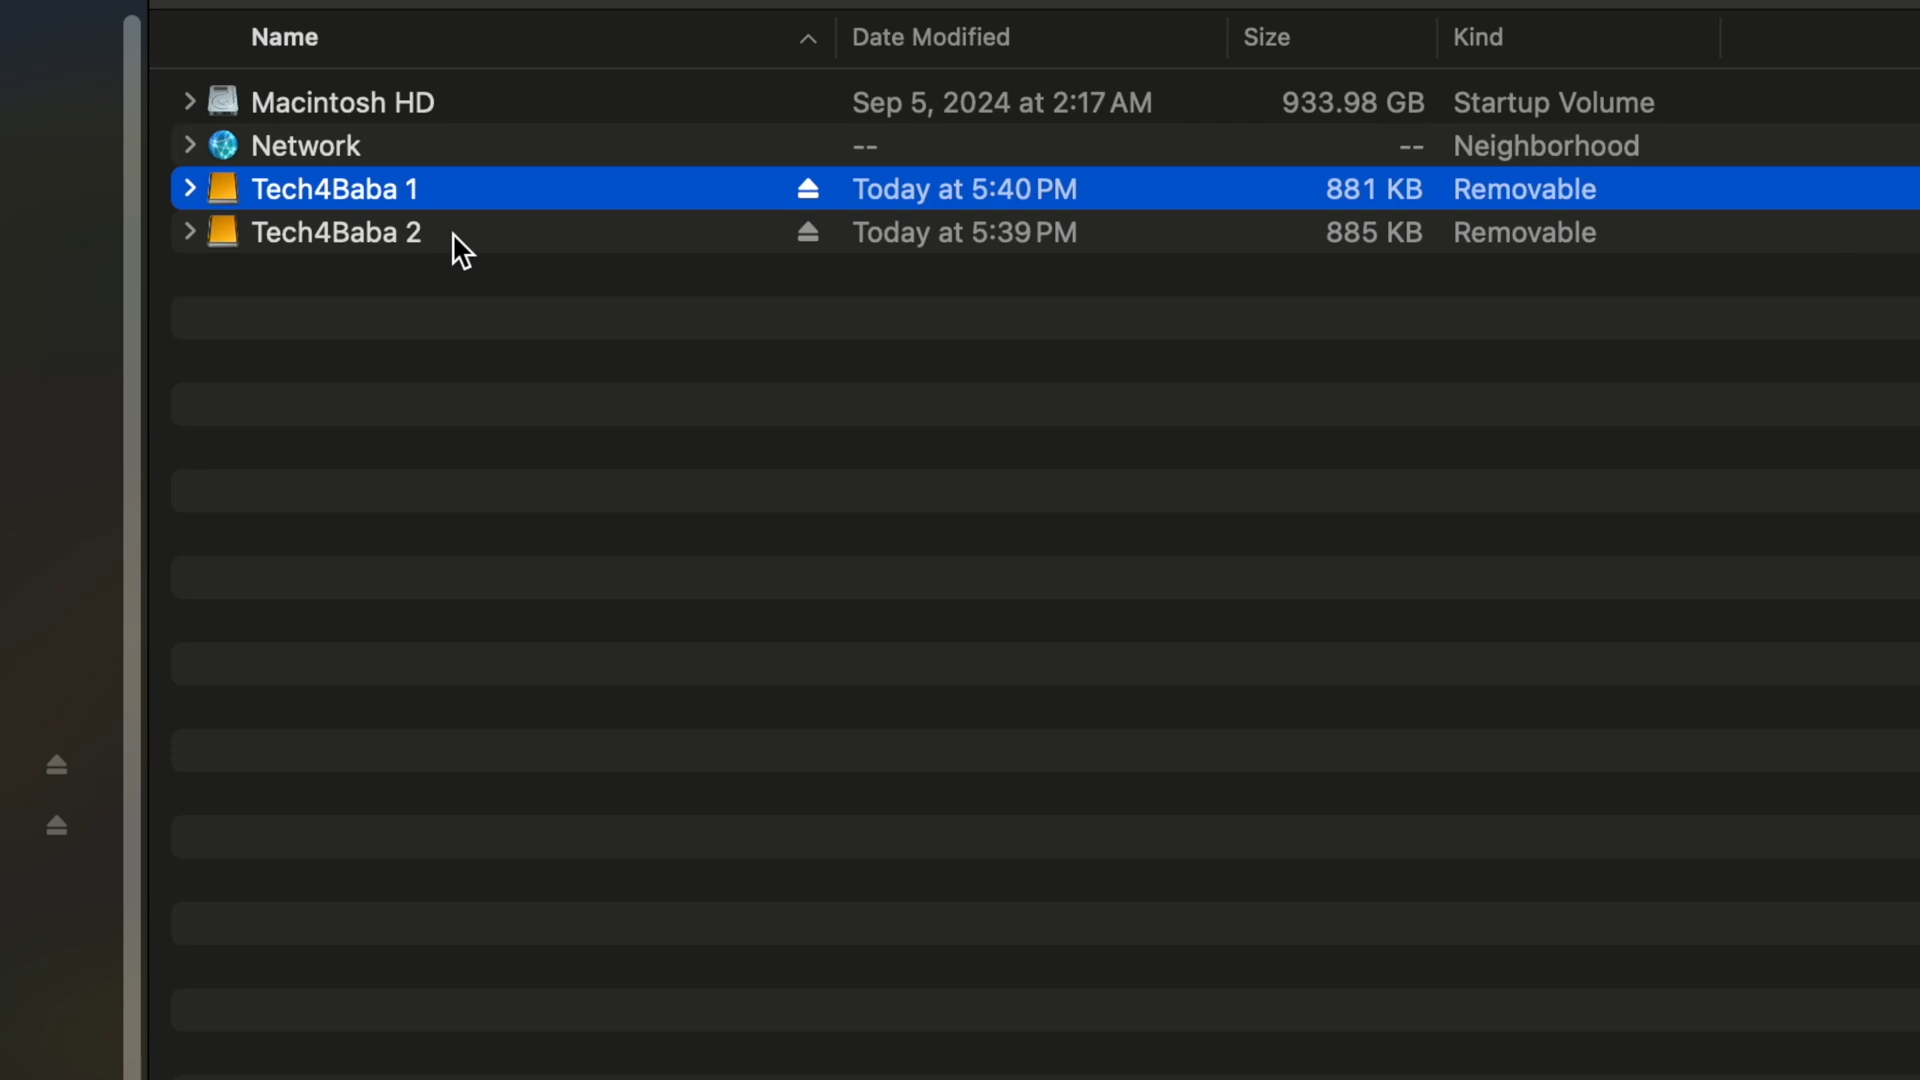 Name Date Modified Size Kind
Macintosh HD Sep 5, 2024 at 2:17 AM 933.98 GB Startup Volume
Network -- -- Neighborhood
Tech4Baba 1 Today at 5:40 PM 881 KB Removable
Tech4Baba 2 Today at 5:39 PM 885 KB Removable